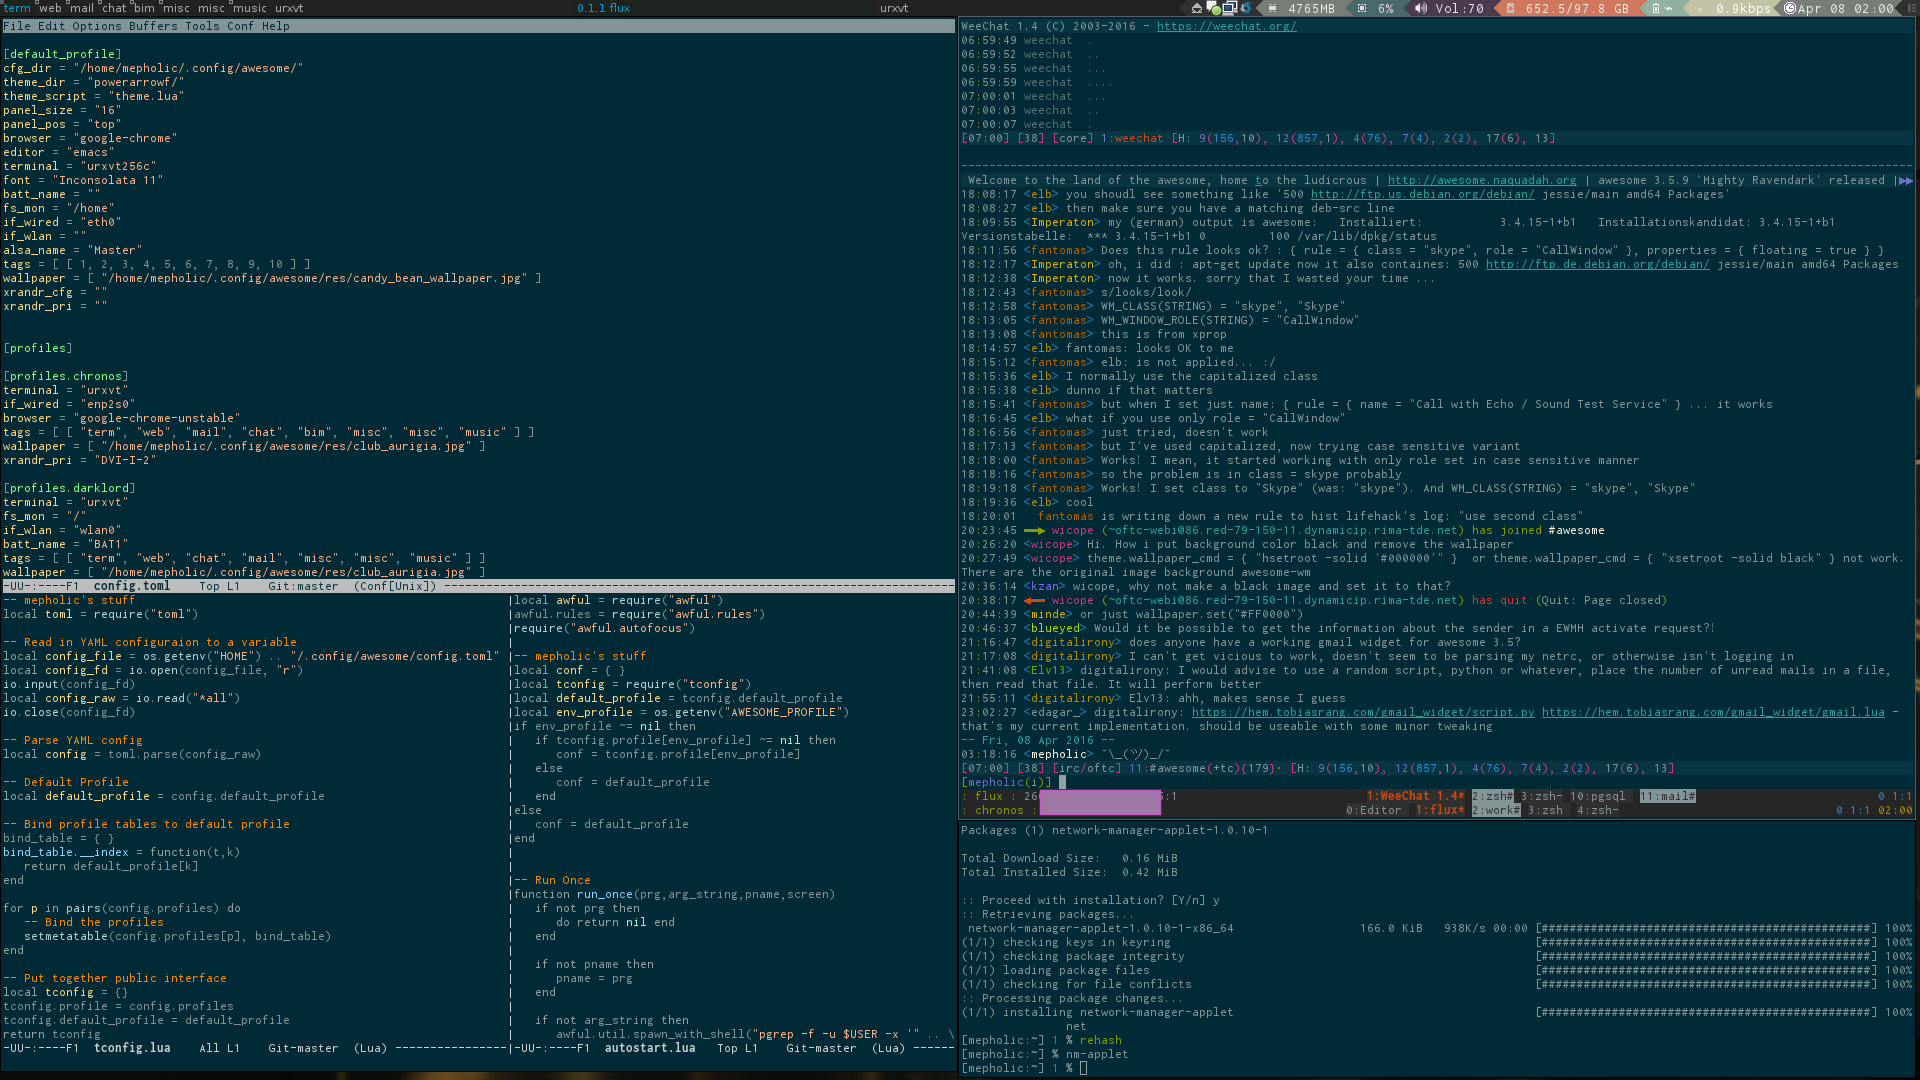 term web mail chat bim misc misc music urxvt
0.1.1 flux
urxvt
4765MB 6% Vol:70 652.5/97.8 GB 0.9kbps Apr 08 02:00
File Edit Options Buffers Tools Conf Help
[default_profile]
cfg_dir = "/home/mepholic/.config/awesome/"
theme_dir = "powerarrowf/"
theme_script = "theme.lua"
panel_size = "16"
panel_pos = "top"
browser = "google-chrome"
editor = "emacs"
terminal = "urxvt256c"
font = "Inconsolata 11"
batt_name = ""
fs_mon = "/home"
if_wired = "eth0"
if_wlan = ""
alsa_name = "Master"
tags = [ [ 1, 2, 3, 4, 5, 6, 7, 8, 9, 10 ] ]
wallpaper = [ "/home/mepholic/.config/awesome/res/candy_bean_wallpaper.jpg" ]
xrandr_cfg = ""
xrandr_pri = ""
[profiles]
[profiles.chronos]
terminal = "urxvt"
if_wired = "enp2s0"
browser = "google-chrome-unstable"
tags = [ [ "term", "web", "mail", "chat", "bim", "misc", "misc", "music" ] ]
wallpaper = [ "/home/mepholic/.config/awesome/res/club_aurigia.jpg" ]
xrandr_pri = "DVI-I-2"
[profiles.darklord]
terminal = "urxvt"
fs_mon = "/"
if_wlan = "wlan0"
batt_name = "BAT1"
tags = [ [ "term", "web", "chat", "mail", "misc", "misc", "music" ] ]
wallpaper = [ "/home/mepholic/.config/awesome/res/club_aurigia.jpg" ]
-UU-:----F1  config.toml    Top L1    Git:master  (Conf[Unix])
-- mepholic's stuff
local toml = require("toml")
-- Read in YAML configuraion to a variable
local config_file = os.getenv("HOME") .. "/.config/awesome/config.toml"
local config_fd = io.open(config_file, "r")
io.input(config_fd)
local config_raw = io.read("*all")
io.close(config_fd)
-- Parse YAML config
local config = toml.parse(config_raw)
-- Default Profile
local default_profile = config.default_profile
-- Bind profile tables to default profile
bind_table = { }
bind_table.__index = function(t,k)
   return default_profile[k]
end
for p in pairs(config.profiles) do
   -- Bind the profiles
   setmetatable(config.profiles[p], bind_table)
end
-- Put together public interface
local tconfig = {}
tconfig.profile = config.profiles
tconfig.default_profile = default_profile
return tconfig
-UU-:----F1  tconfig.lua    All L1    Git-master  (Lua) ----------------
local awful = require("awful")
awful.rules = require("awful.rules")
require("awful.autofocus")
-- mepholic's stuff
local conf = { }
local tconfig = require("tconfig")
local default_profile = tconfig.default_profile
local env_profile = os.getenv("AWESOME_PROFILE")
if env_profile ~= nil then
   if tconfig.profile[env_profile] ~= nil then
      conf = tconfig.profile[env_profile]
   else
      conf = default_profile
   end
else
   conf = default_profile
end
-- Run Once
function run_once(prg,arg_string,pname,screen)
   if not prg then
      do return nil end
   end
   if not pname then
      pname = prg
   end
   if not arg_string then
      awful.util.spawn_with_shell("pgrep -f -u $USER -x '" .. \
-UU-:----F1  autostart.lua   Top L1    Git-master  (Lua) ------
WeeChat 1.4 (C) 2003-2016 - https://weechat.org/
06:59:49 weechat  .
06:59:52 weechat  ..
06:59:55 weechat  ...
06:59:59 weechat  ....
07:00:01 weechat  ...
07:00:03 weechat  ..
07:00:07 weechat  .
[07:00] [38] [core] 1:weechat [H: 9(156,10), 12(857,1), 4(76), 7(4), 2(2), 17(6), 13]
Welcome to the land of the awesome, home to the ludicrous | http://awesome.naquadah.org | awesome 3.5.9 `Mighty Ravendark' released |
18:08:17 <elb> you shoudl see something like '500 http://ftp.us.debian.org/debian/ jessie/main amd64 Packages'
18:08:27 <elb> then make sure you have a matching deb-src line
18:09:55 <Imperaton> my (german) output is awesome:   Installiert:           3.4.15-1+b1   Installationskandidat: 3.4.15-1+b1
Versionstabelle:  *** 3.4.15-1+b1 0         100 /var/lib/dpkg/status
18:11:56 <fantomas> Does this rule looks ok? : { rule = { class = "skype", role = "CallWindow" }, properties = { floating = true } }
18:12:17 <Imperaton> oh, i did : apt-get update now it also containes: 500 http://ftp.de.debian.org/debian/ jessie/main amd64 Packages
18:12:38 <Imperaton> now it works. sorry that I wasted your time ...
18:12:43 <fantomas> s/looks/look/
18:12:58 <fantomas> WM_CLASS(STRING) = "skype", "Skype"
18:13:05 <fantomas> WM_WINDOW_ROLE(STRING) = "CallWindow"
18:13:08 <fantomas> this is from xprop
18:14:57 <elb> fantomas: looks OK to me
18:15:12 <fantomas> elb: is not applied... :/
18:15:36 <elb> I normally use the capitalized class
18:15:38 <elb> dunno if that matters
18:15:41 <fantomas> but when I set just name: { rule = { name = "Call with Echo / Sound Test Service" } ... it works
18:16:45 <elb> what if you use only role = "CallWindow"
18:16:56 <fantomas> just tried, doesn't work
18:17:13 <fantomas> but I've used capitalized, now trying case sensitive variant
18:18:00 <fantomas> Works! I mean, it started working with only role set in case sensitive manner
18:18:16 <fantomas> so the problem is in class = skype probably
18:19:18 <fantomas> Works! I set class to "Skype" (was: "skype"). And WM_CLASS(STRING) = "skype", "Skype"
18:19:36 <elb> cool
18:20:01   fantomas is writing down a new rule to hist lifehack's log: "use second class"
20:23:45 wicope (~oftc-webi@86.red-79-150-11.dynamicip.rima-tde.net) has joined #awesome
20:26:20 <wicope> Hi. How i put background color black and remove the wallpaper
20:27:49 <wicope> theme.wallpaper_cmd = { "hsetroot -solid '#000000'" }  or theme.wallpaper_cmd = { "xsetroot -solid black" } not work.
There are the original image background awesome-wm
20:36:14 <kzan> wicope, why not make a black image and set it to that?
20:38:17 wicope (~oftc-webi@86.red-79-150-11.dynamicip.rima-tde.net) has quit (Quit: Page closed)
20:44:39 <minde> or just wallpaper.set("#FF0000")
20:46:37 <blueyed> Would it be possible to get the information about the sender in a EWMH activate request?!
21:16:47 <digitalirony> does anyone have a working gmail widget for awesome 3.5?
21:17:08 <digitalirony> I can't get vicious to work, doesn't seem to be parsing my netrc, or otherwise isn't logging in
21:41:08 <Elv13> digitalirony: I would advise to use a random script, python or whatever, place the number of unread mails in a file,
then read that file. It will perform better
21:55:11 <digitalirony> Elv13: ahh, makes sense I guess
23:02:27 <edagar_> digitalirony: https://hem.tobiasrang.com/gmail_widget/script.py https://hem.tobiasrang.com/gmail_widget/gmail.lua -
that's my current implementation. should be useable with some minor tweaking
-- Fri, 08 Apr 2016 --
03:18:16 <mepholic> ¯\_(ツ)_/¯
[07:00] [38] [irc/oftc] 11:#awesome(+tc){179}· [H: 9(156,10), 12(857,1), 4(76), 7(4), 2(2), 17(6), 13]
[mepholic(i)]
: flux : 26 :1 1:WeeChat 1.4* 2:zsh# 3:zsh- 10:pgsql 11:mail# 0 1:1
: chronos : 0:Editor 1:flux* 2:work# 3:zsh 4:zsh- 0 1:1 02:00
Packages (1) network-manager-applet-1.0.10-1
Total Download Size:   0.16 MiB
Total Installed Size:  0.42 MiB
:: Proceed with installation? [Y/n] y
:: Retrieving packages...
network-manager-applet-1.0.10-1-x86_64 166.0 KiB 938K/s 00:00 [###############################################] 100%
(1/1) checking keys in keyring [###############################################] 100%
(1/1) checking package integrity [###############################################] 100%
(1/1) loading package files [###############################################] 100%
(1/1) checking for file conflicts [###############################################] 100%
:: Processing package changes...
(1/1) installing network-manager-applet [###############################################] 100%
net
[mepholic:~] 1 % rehash
[mepholic:~] % nm-applet
[mepholic:~] 1 %